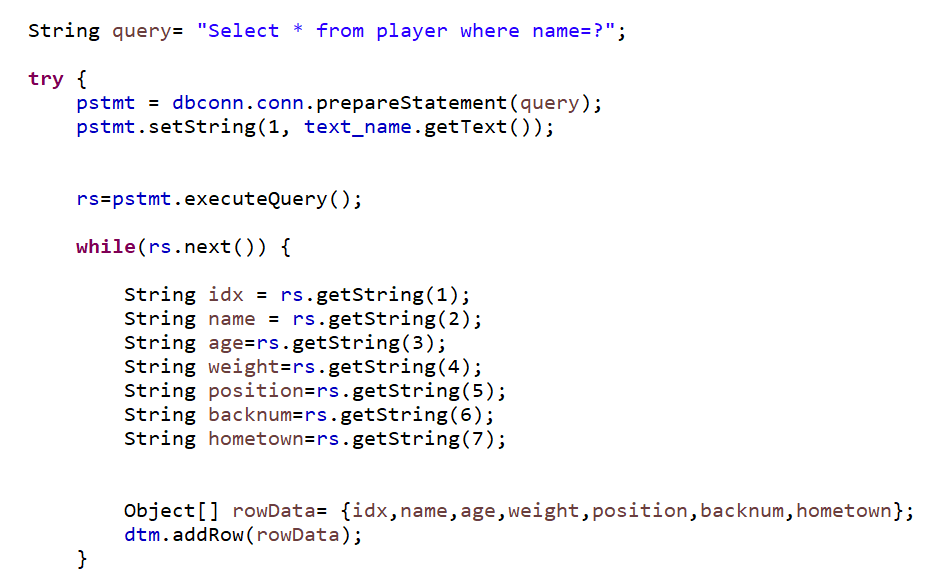 String query= "Select * from player where name=?";
try {
pstmt = dbconn.conn.prepareStatement(query);
pstmt.setString(1, text_name.getText());
rs=pstmt.executeQuery();
while(rs.next()) {
String idx = rs.getString(1);
String name = rs.getString(2);
String age=rs.getString(3);
String weight=rs.getString(4);
String position=rs.getString(5);
String backnum=rs.getString(6);
String hometown=rs.getString(7);
Object[] rowData= {idx,name,age,weight,position,backnum,hometown};
dtm.addRow(rowData);
}